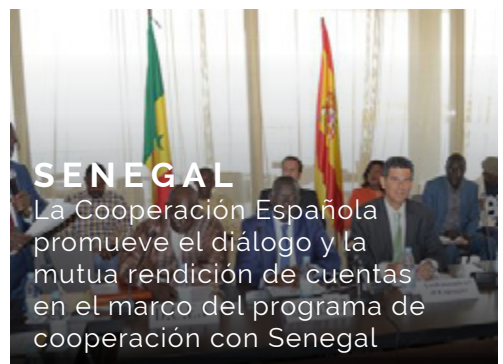 SENEGAL
La Cooperación Española
promueve el diálogo y la
mutua rendición de cuentas
en el marco del programa de
cooperación con Senegal